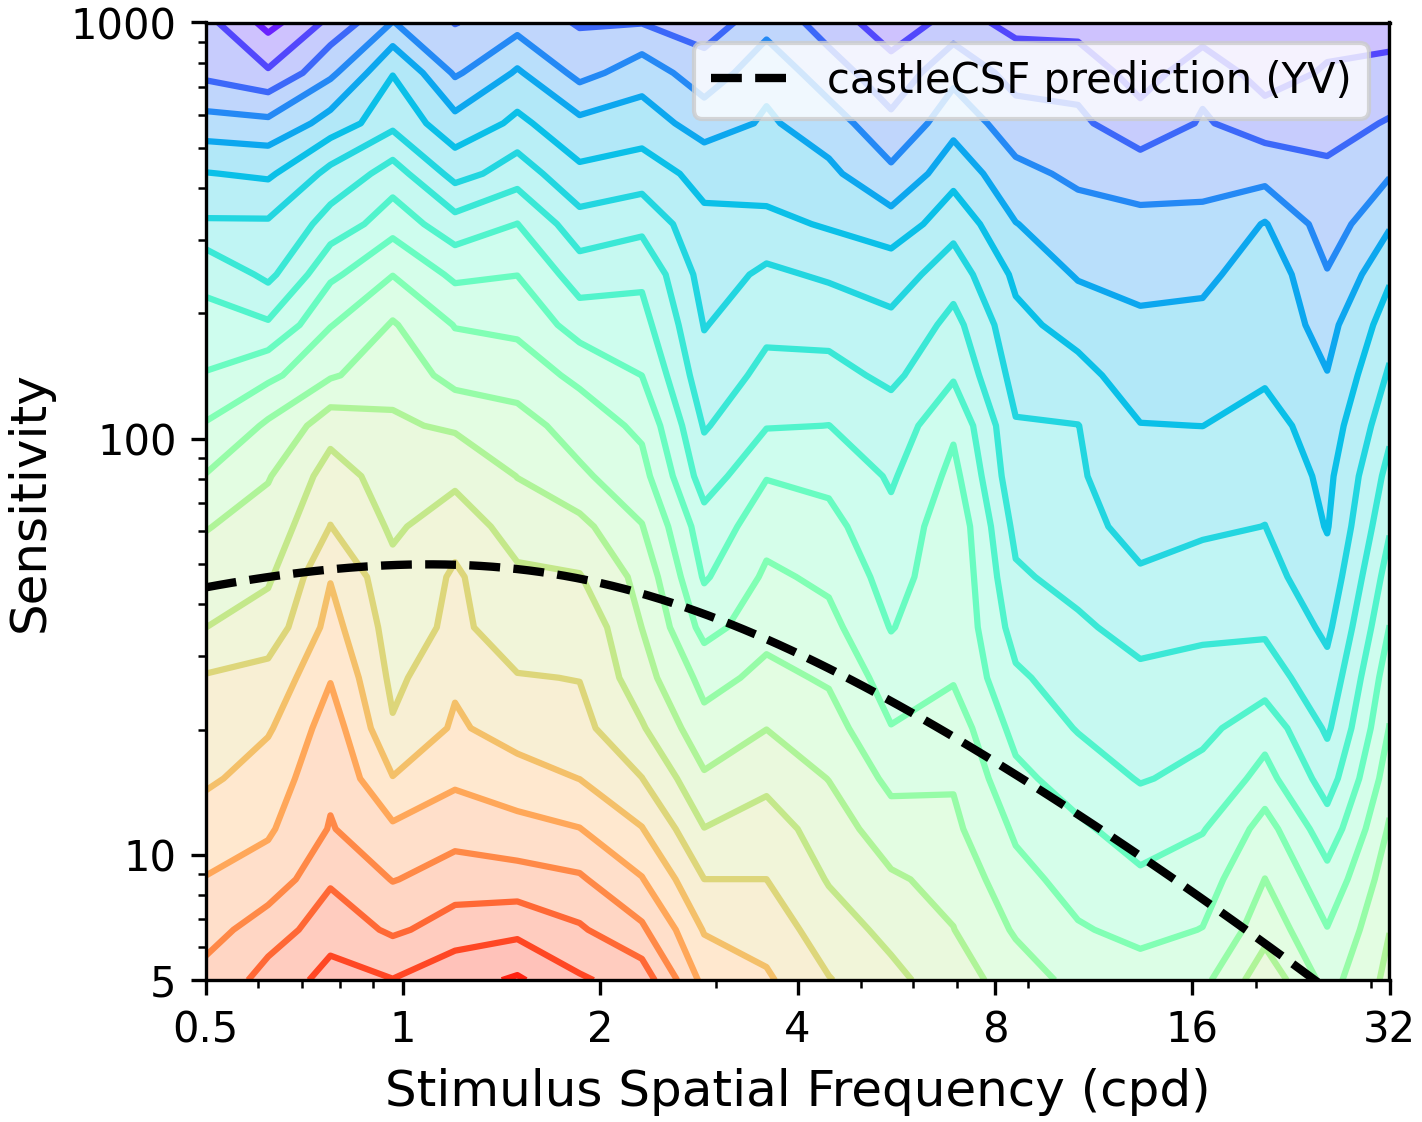 1000
castleCSF prediction (YV)
Sensitivity
100
10
5
0.5 1 2 4 8 16 32
Stimulus Spatial Frequency (cpd)